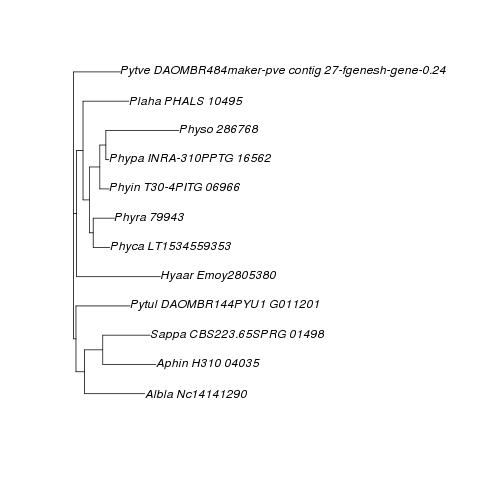 Pytve DAOMBR484maker-pve contig 27-fgenesh-gene-0.24
Plaha PHALS 10495
Physo 286768
Phypa INRA-310PPTG 16562
Phyin T30-4PITG 06966
Phyra 79943
Phyca LT1534559353
Hyaar Emoy2805380
Pytul DAOMBR144PYU1 G011201
Sappa CBS223.65SPRG 01498
Aphin H310 04035
Albla Nc14141290